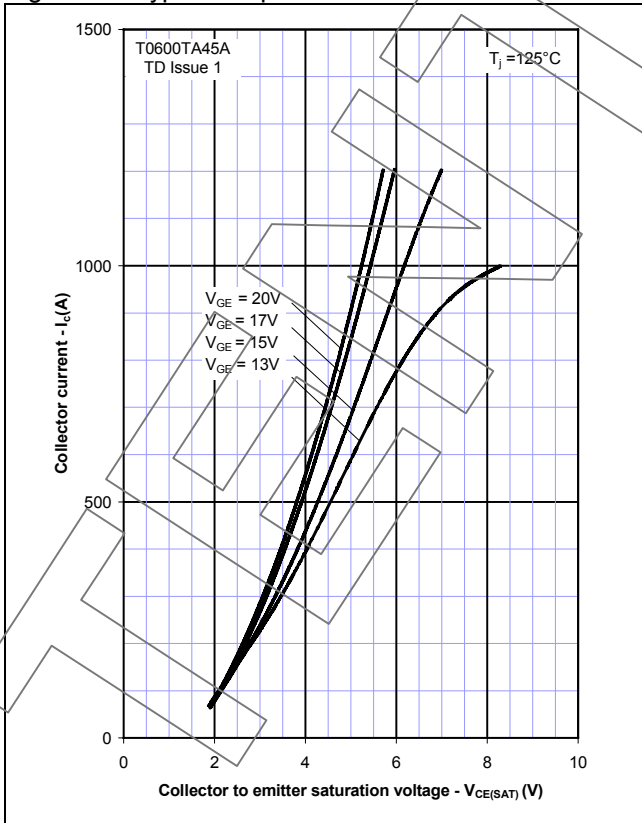 1500
T0600TA45A
TD Issue 1
Tj =125°C
1000
VGE = 20V
VGE = 17V
VGE = 15V
VGE = 13V
Collector current - Ic(A)
500
0
0 2 4 6 8 10
Collector to emitter saturation voltage - VCE(SAT) (V)